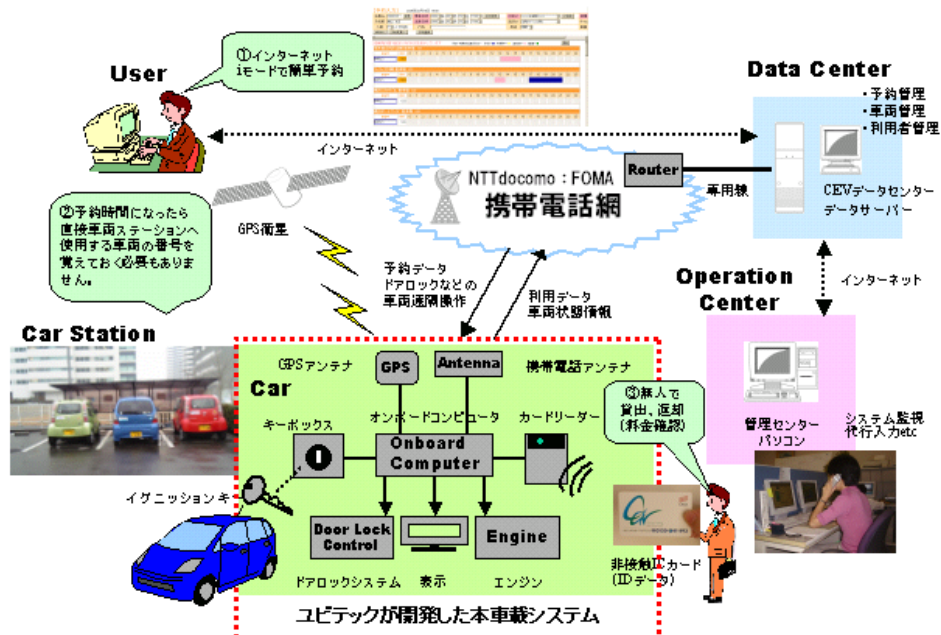 User
①インターネット
iモードで簡単予約
Data Center
・予約管理
・車両管理
・利用者管理
インターネット
NTTdocomo：FOMA
携帯電話網
Router
専用線
CEVデータセンター
データサーバー
GPS衛星
②予約時間になったら
直接車両ステーションへ
使用する車両の番号を
覚えておく必要もありま
せん。
予約データ
ドアロックなどの
車両遠隔操作
利用データ
車両状態情報
Operation
Center
インターネット
管理センター
パソコン
システム監視
代行入力etc
Car Station
GPSアンテナ
GPS
Antenna
携帯電話アンテナ
Car
キーボックス
オンボードコンピュータ
カードリーダー
Onboard
Computer
③無人で
貸出、返却
(料金確認)
イグニッションキー
Door Lock
Control
Engine
ドアロックシステム
表示
エンジン
非接触ICカード
(IDデータ)
ユビテックが開発した本車載システム